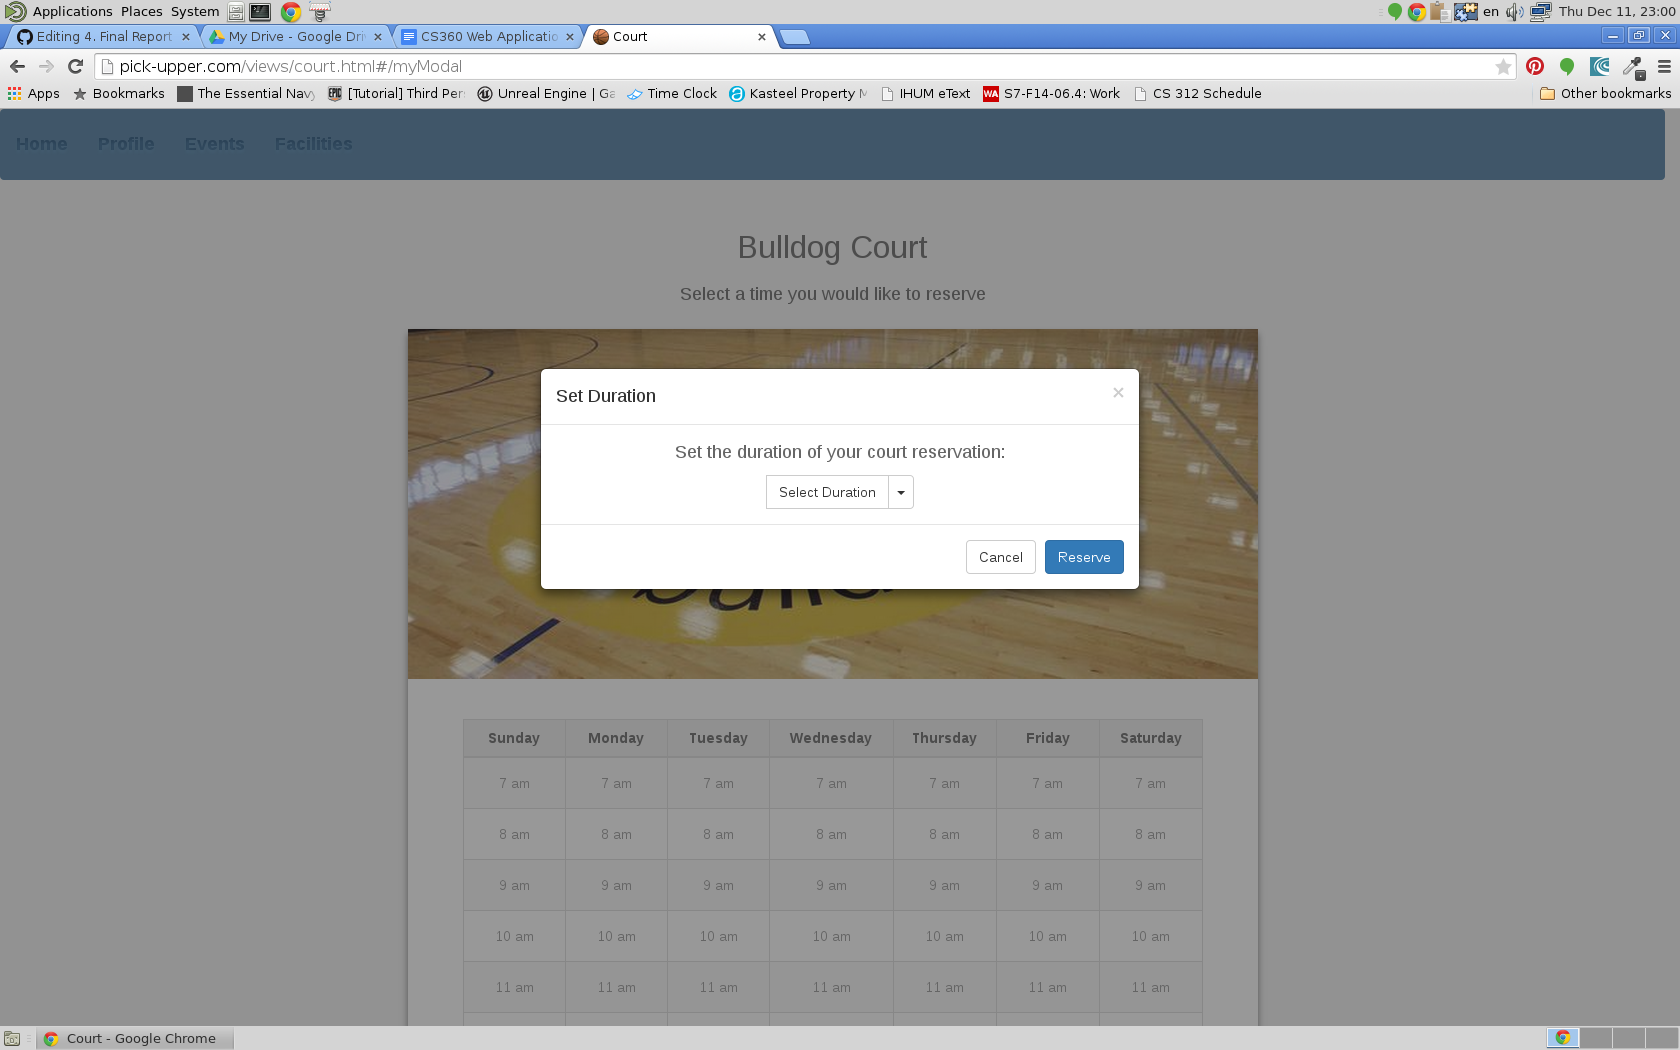 Applications Places System en Thu Dec 11, 23:00
Editing 4. Final Report × My Drive - Google Dri × CS360 Web Applicatio × Court ×
pick-upper.com/views/court.html#/myModal
Apps Bookmarks The Essential Navy [Tutorial] Third Per EPIC Unreal Engine | Ga Time Clock Kasteel Property M IHUM eText WA S7-F14-06.4: Work CS 312 Schedule Other bookmarks
Home Profile Events Facilities
Bulldog Court
Select a time you would like to reserve
Set Duration ×
Set the duration of your court reservation:
Select Duration
Cancel Reserve
Sunday Monday Tuesday Wednesday Thursday Friday Saturday
7 am 7 am 7 am 7 am 7 am 7 am 7 am
8 am 8 am 8 am 8 am 8 am 8 am 8 am
9 am 9 am 9 am 9 am 9 am 9 am 9 am
10 am 10 am 10 am 10 am 10 am 10 am 10 am
11 am 11 am 11 am 11 am 11 am 11 am 11 am
Court - Google Chrome